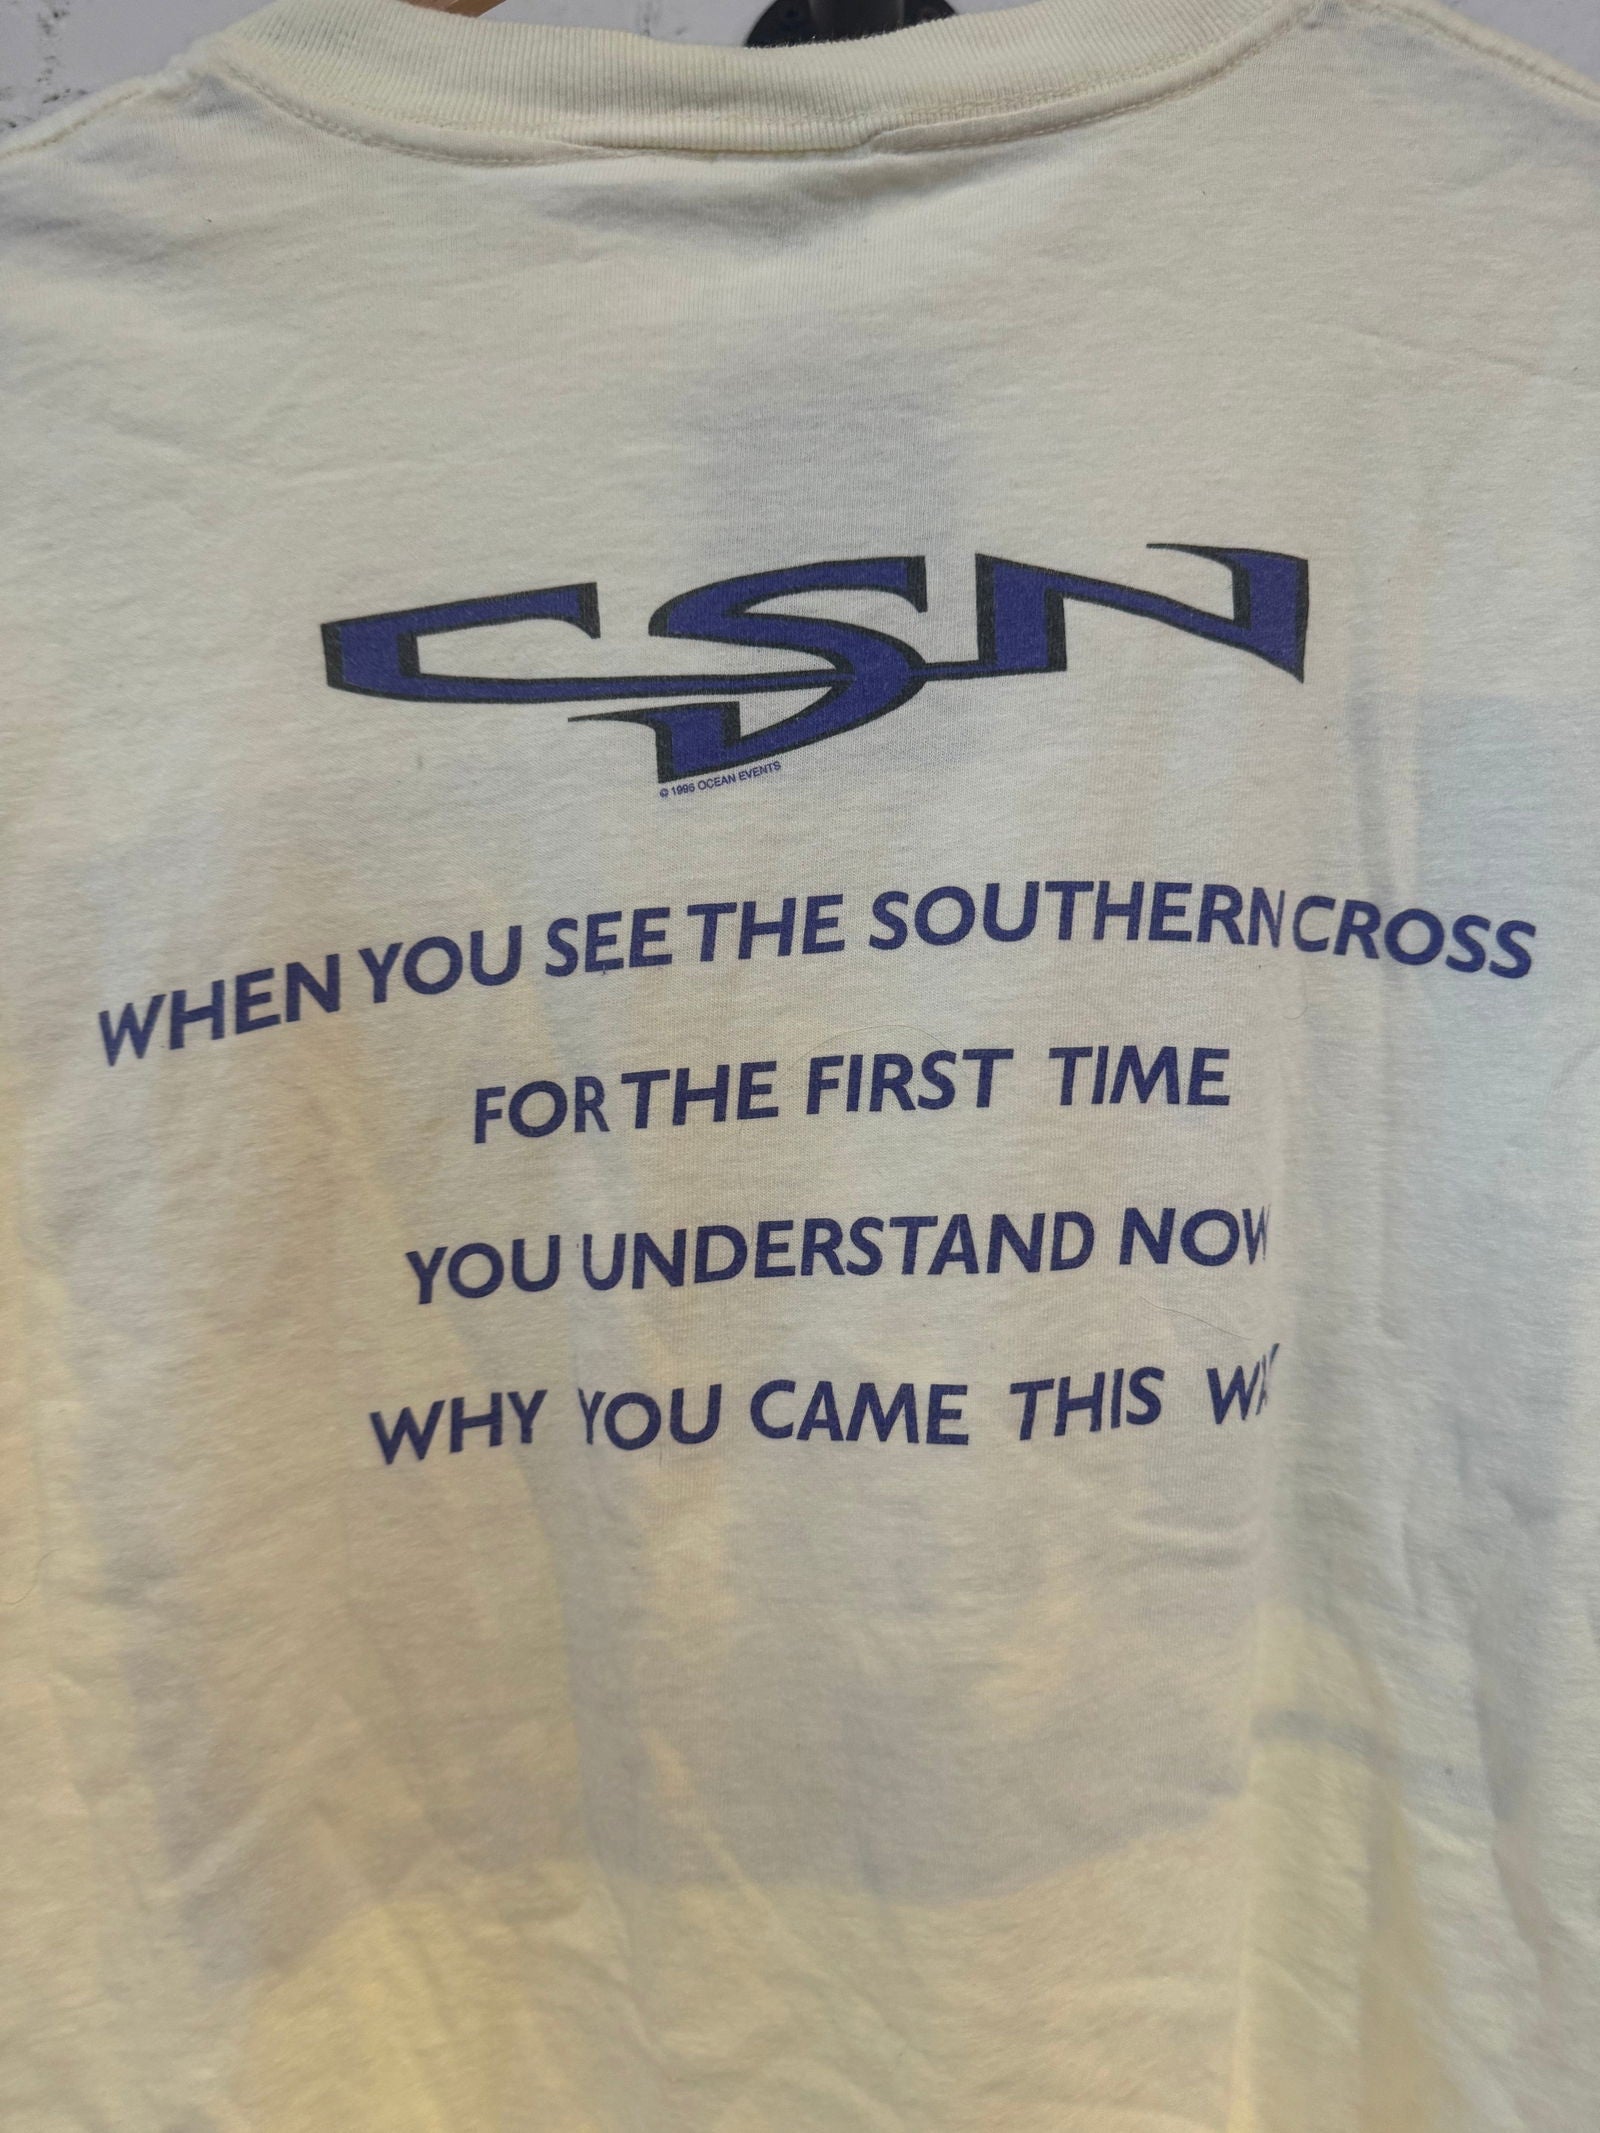 CSN
© 1996 OCEAN EVENTS
WHEN YOU SEE THE SOUTHERN CROSS
FOR THE FIRST TIME
YOU UNDERSTAND NOW
WHY YOU CAME THIS